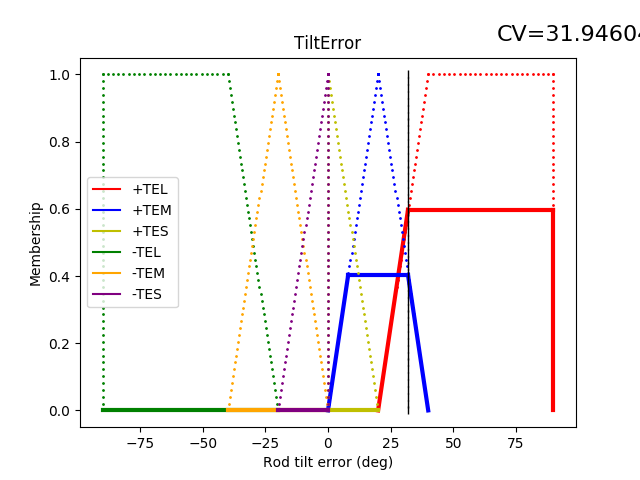 CV=31.94604
TiltError
1.0
0.8
0.6
0.4
0.2
0.0
Membership
+TEL
+TEM
+TES
-TEL
-TEM
-TES
−75 −50 −25 0 25 50 75
Rod tilt error (deg)